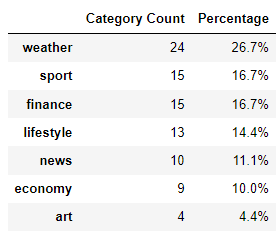 Category Count Percentage
weather 24 26.7%
sport 15 16.7%
finance 15 16.7%
lifestyle 13 14.4%
news 10 11.1%
economy 9 10.0%
art 4 4.4%